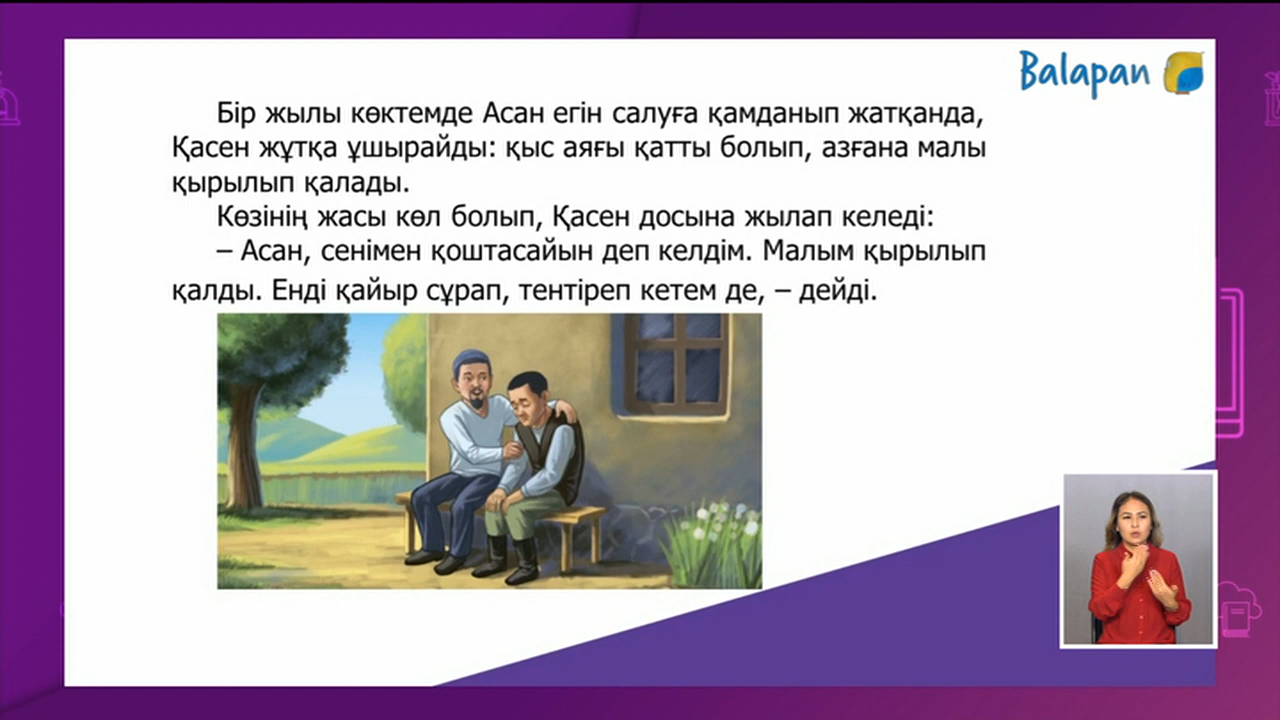 Balapan
Бір жылы көктемде Асан егін салуға қамданып жатқанда,
Қасен жұтқа ұшырайды: қыс аяғы қатты болып, азғана малы
қырылып қалады.
Көзінің жасы көл болып, Қасен досына жылап келеді:
– Асан, сенімен қоштасайын деп келдім. Малым қырылып
қалды. Енді қайыр сұрап, тентіреп кетем де, – дейді.